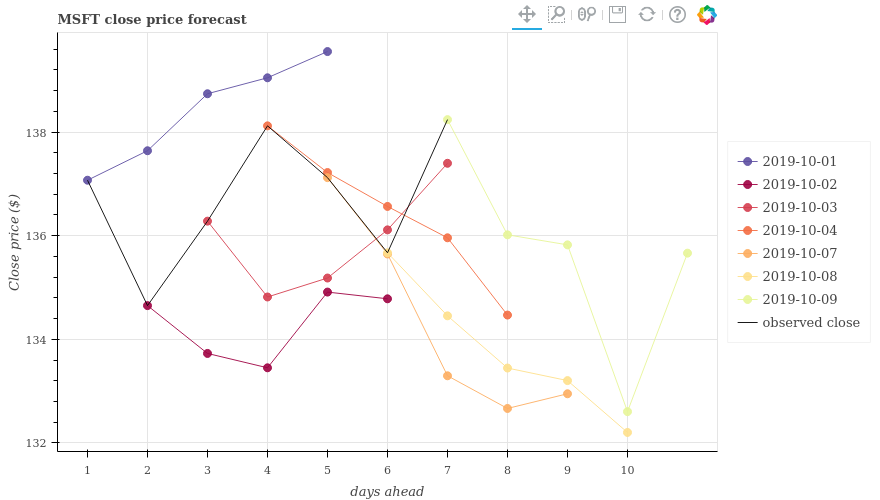 MSFT close price forecast
Close price ($)
138
136
134
132
1 2 3 4 5 6 7 8 9 10
days ahead
2019-10-01
2019-10-02
2019-10-03
2019-10-04
2019-10-07
2019-10-08
2019-10-09
observed close